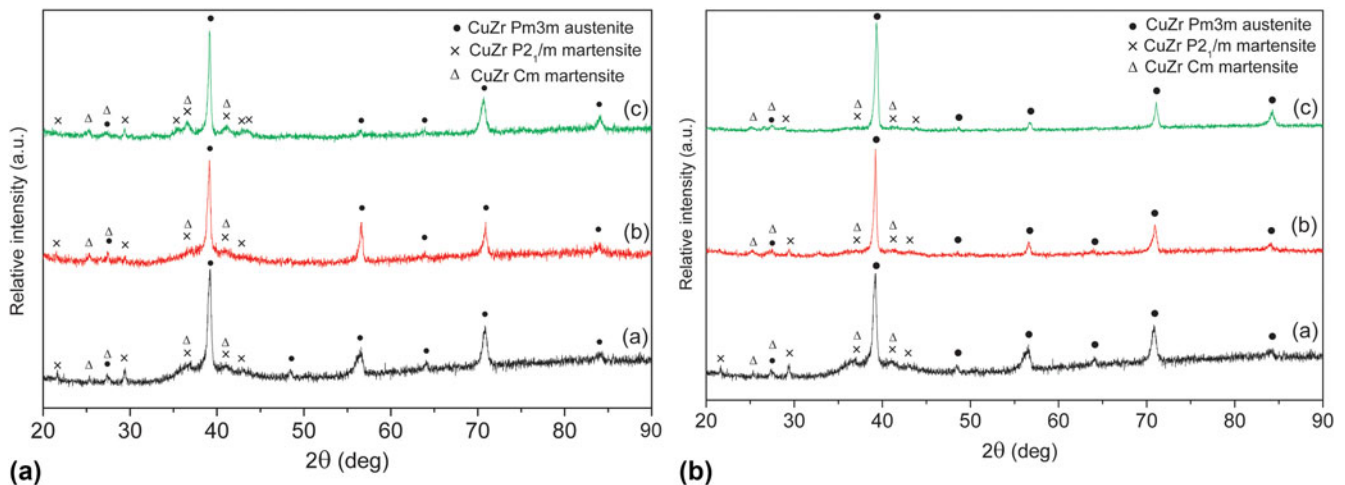 ● CuZr Pm3m austenite
× CuZr P2₁/m martensite
Δ CuZr Cm martensite
Relative intensity (a.u.)
(c)
(b)
(a)
20 30 40 50 60 70 80 90
2θ (deg)
(a)
● CuZr Pm3m austenite
× CuZr P2₁/m martensite
Δ CuZr Cm martensite
Relative intensity (a.u.)
(c)
(b)
(a)
20 30 40 50 60 70 80 90
2θ (deg)
(b)